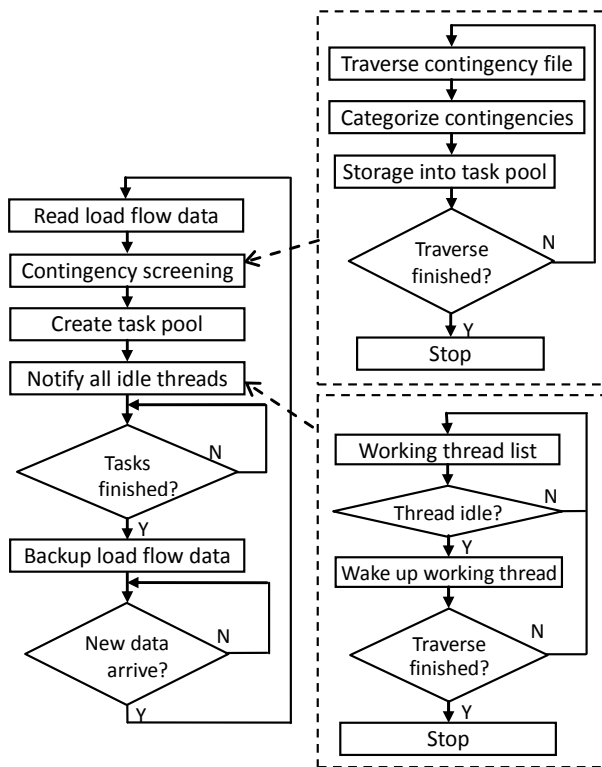 Read load flow data
Contingency screening
Create task pool
Notify all idle threads
Tasks
finished?
N
Y
Backup load flow data
New data
arrive?
N
Y
Traverse contingency file
Categorize contingencies
Storage into task pool
Traverse
finished?
N
Y
Stop
Working thread list
Thread idle?
N
Y
Wake up working thread
Traverse
finished?
N
Y
Stop